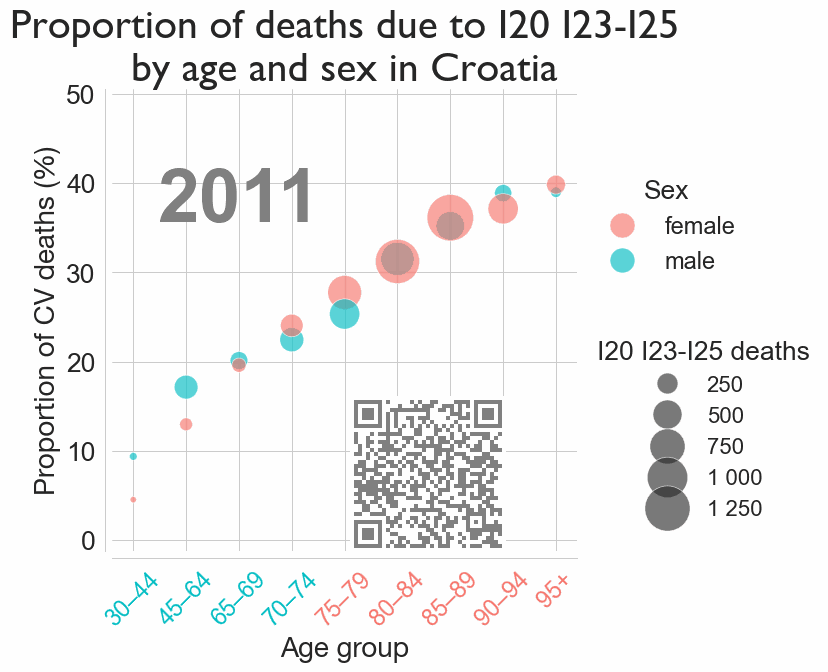 Proportion of deaths due to I20 I23-I25
by age and sex in Croatia
50
40
30
20
10
0
Proportion of CV deaths (%)
2011
30–44
45–64
65–69
70–74
75–79
80–84
85–89
90–94
95+
Age group
Sex
female
male
I20 I23-I25 deaths
250
500
750
1 000
1 250